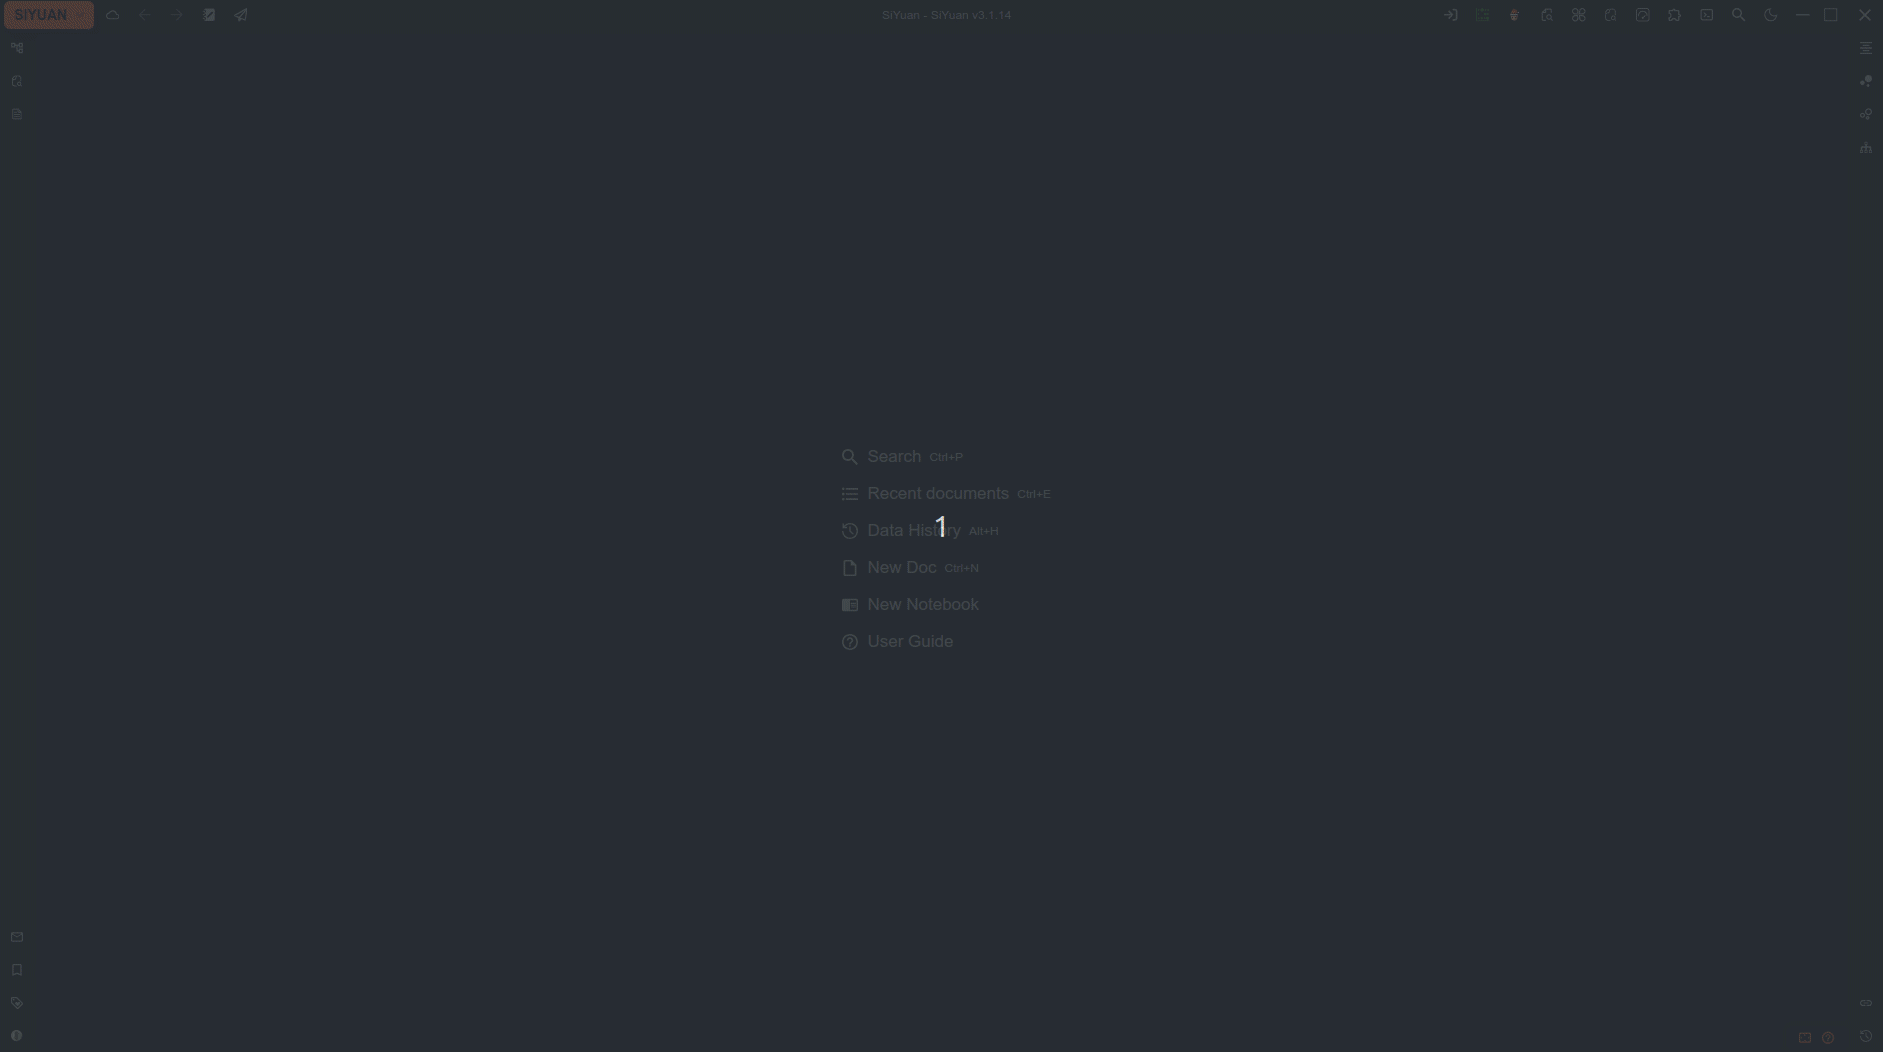 SIYUAN
SiYuan - SiYuan v3.1.14
Search Ctrl+P
Recent documents Ctrl+E
Data History Alt+H
1
New Doc Ctrl+N
New Notebook
User Guide